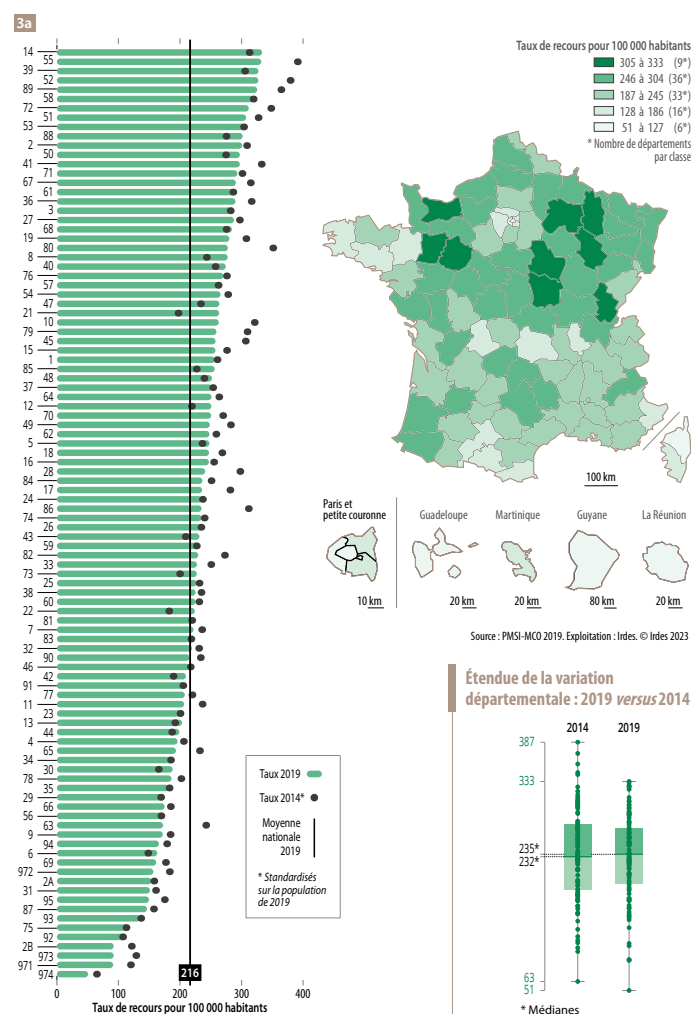 3a
0 100 200 300 400
14
55
39
52
89
58
72
51
53
88
2
50
41
71
67
61
36
3
27
68
19
80
8
40
76
57
54
47
21
10
79
45
15
1
85
48
37
64
12
70
49
62
5
18
16
28
84
17
24
86
74
26
43
59
82
33
73
25
38
60
22
81
7
83
32
90
46
42
91
77
11
23
13
44
4
65
34
30
78
35
29
66
56
63
9
94
6
69
972
2A
31
95
87
93
75
92
2B
973
971
974
216
0 100 200 300 400
Taux de recours pour 100 000 habitants
Taux 2019
Taux 2014*
Moyenne
nationale
2019
* Standardisés
sur la population
de 2019
Taux de recours pour 100 000 habitants
305 à 333 (9*)
246 à 304 (36*)
187 à 245 (33*)
128 à 186 (16*)
51 à 127 (6*)
* Nombre de départements
par classe
100 km
Paris et
petite couronne
Guadeloupe
Martinique
Guyane
La Réunion
10 km
20 km
20 km
80 km
20 km
Source : PMSI-MCO 2019. Exploitation : Irdes. © Irdes 2023
Étendue de la variation
départementale : 2019 versus 2014
2014 2019
387
333
235*
232*
63
51
* Médianes